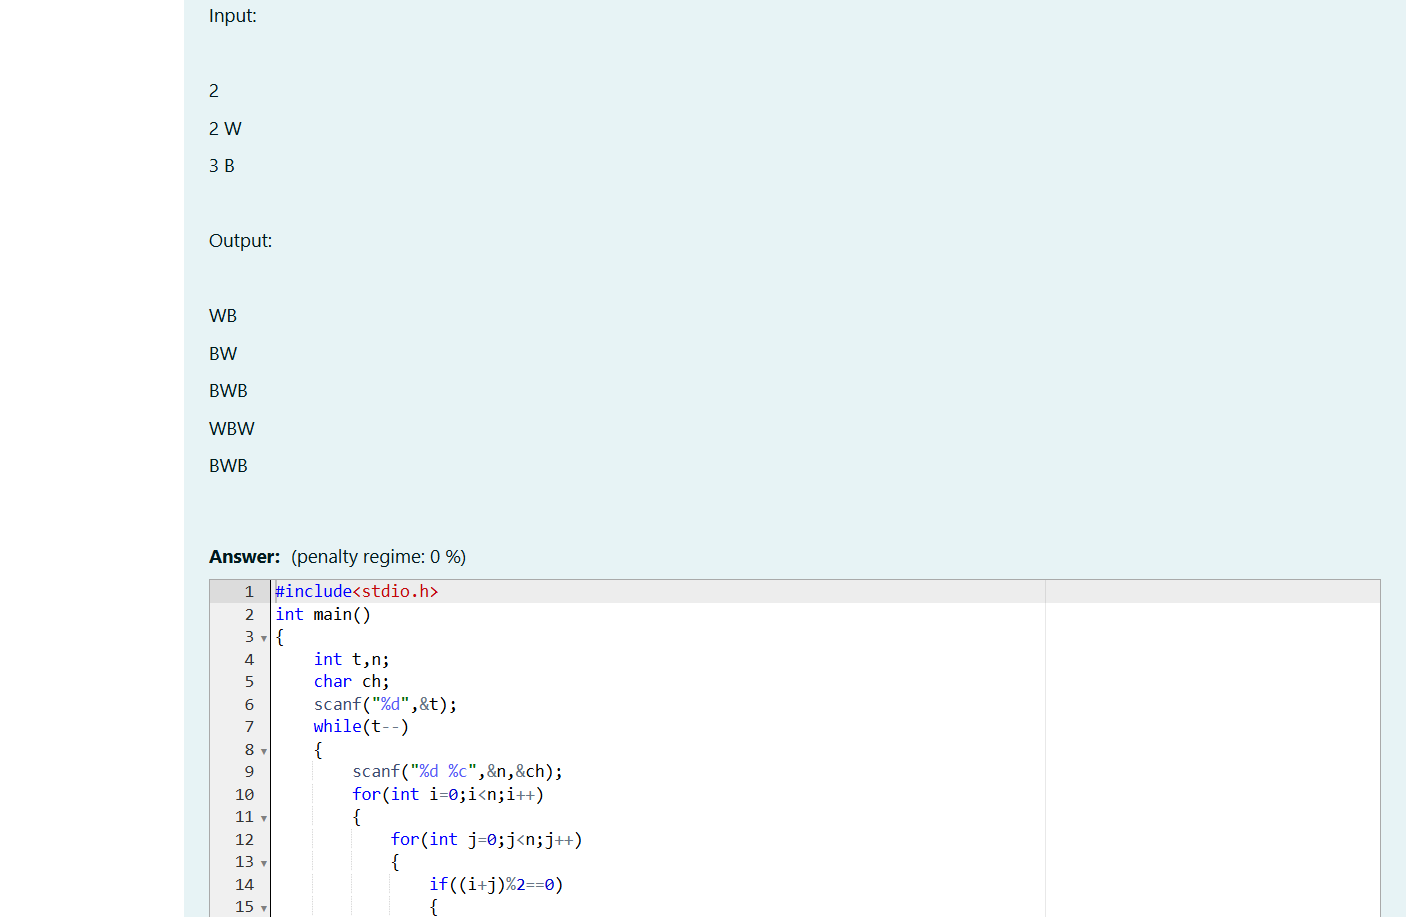 Input:
2
2 W
3 B
Output:
WB
BW
BWB
WBW
BWB
Answer: (penalty regime: 0 %)
1 #include<stdio.h>
2 int main()
3 {
4     int t,n;
5     char ch;
6     scanf("%d",&t);
7     while(t--)
8     {
9         scanf("%d %c",&n,&ch);
10         for(int i=0;i<n;i++)
11         {
12             for(int j=0;j<n;j++)
13             {
14                 if((i+j)%2==0)
15                 {